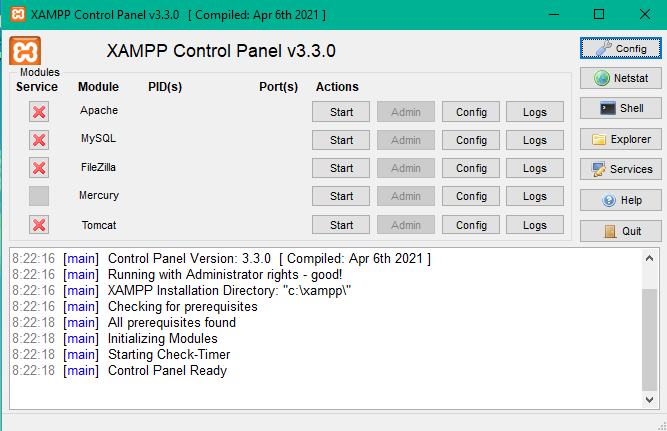 XAMPP Control Panel v3.3.0 [ Compiled: Apr 6th 2021 ]
XAMPP Control Panel v3.3.0
Config
Modules
Service Module PID(s) Port(s) Actions
Netstat
Apache Start Admin Config Logs
Shell
MySQL Start Admin Config Logs
Explorer
FileZilla Start Admin Config Logs
Services
Mercury Start Admin Config Logs
Help
Tomcat Start Admin Config Logs
Quit
8:22:16 [main] Control Panel Version: 3.3.0 [ Compiled: Apr 6th 2021 ]
8:22:16 [main] Running with Administrator rights - good!
8:22:16 [main] XAMPP Installation Directory: "c:\xampp\"
8:22:16 [main] Checking for prerequisites
8:22:18 [main] All prerequisites found
8:22:18 [main] Initializing Modules
8:22:18 [main] Starting Check-Timer
8:22:18 [main] Control Panel Ready